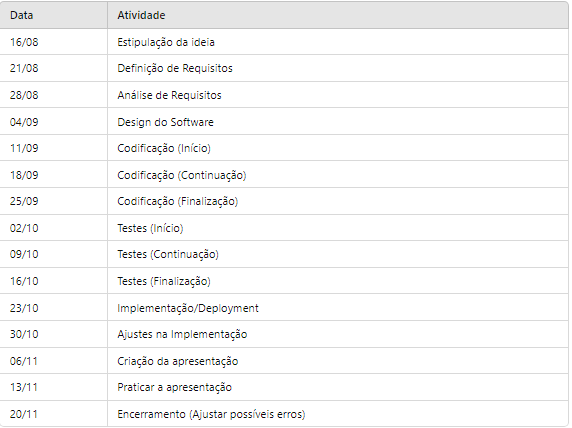 Data Atividade
16/08 Estipulação da ideia
21/08 Definição de Requisitos
28/08 Análise de Requisitos
04/09 Design do Software
11/09 Codificação (Início)
18/09 Codificação (Continuação)
25/09 Codificação (Finalização)
02/10 Testes (Início)
09/10 Testes (Continuação)
16/10 Testes (Finalização)
23/10 Implementação/Deployment
30/10 Ajustes na Implementação
06/11 Criação da apresentação
13/11 Praticar a apresentação
20/11 Encerramento (Ajustar possíveis erros)